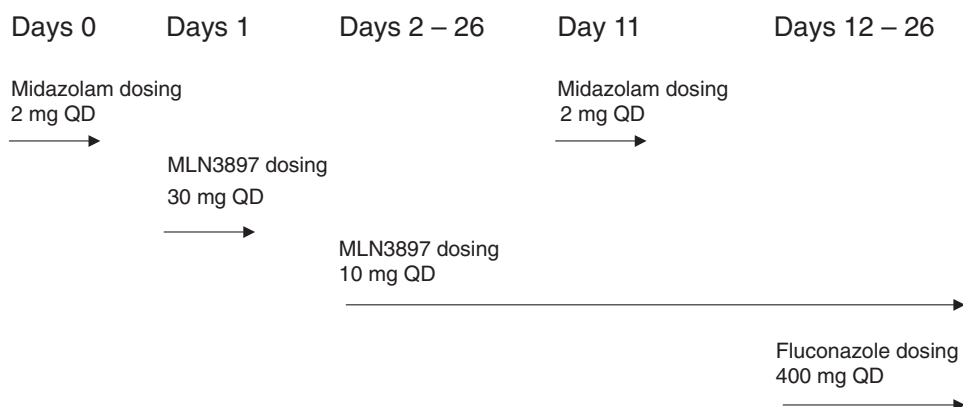 Days 0 Days 1 Days 2 – 26 Day 11 Days 12 – 26
Midazolam dosing Midazolam dosing
2 mg QD 2 mg QD
MLN3897 dosing
30 mg QD
MLN3897 dosing
10 mg QD
Fluconazole dosing
400 mg QD